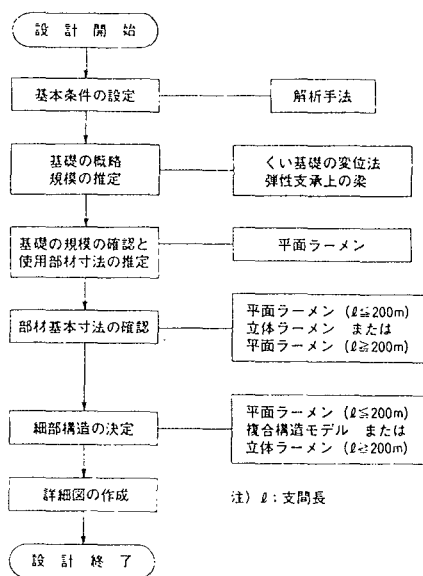 設計開始
基本条件の設定
解析手法
基礎の概略
規模の推定
くい基礎の変位法
弾性支承上の梁
基礎の規模の確認と
使用部材寸法の推定
平面ラーメン
部材基本寸法の確認
平面ラーメン (ℓ≦200m)
立体ラーメン または
平面ラーメン (ℓ≧200m)
細部構造の決定
平面ラーメン (ℓ≦200m)
複合構造モデル または
立体ラーメン (ℓ≧200m)
詳細図の作成
注) ℓ：支間長
設計終了